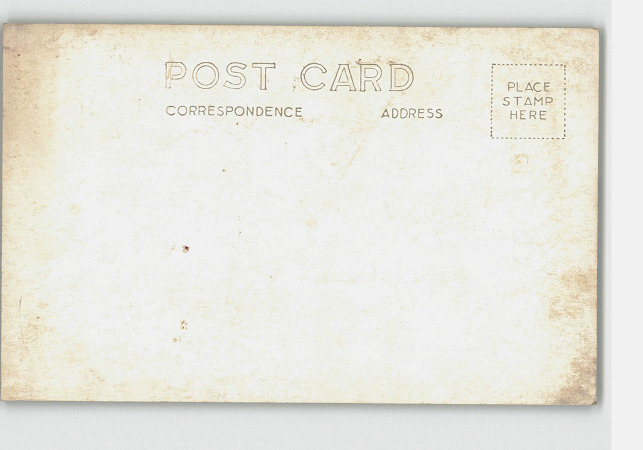 POST CARD
CORRESPONDENCE ADDRESS
PLACE
STAMP
HERE